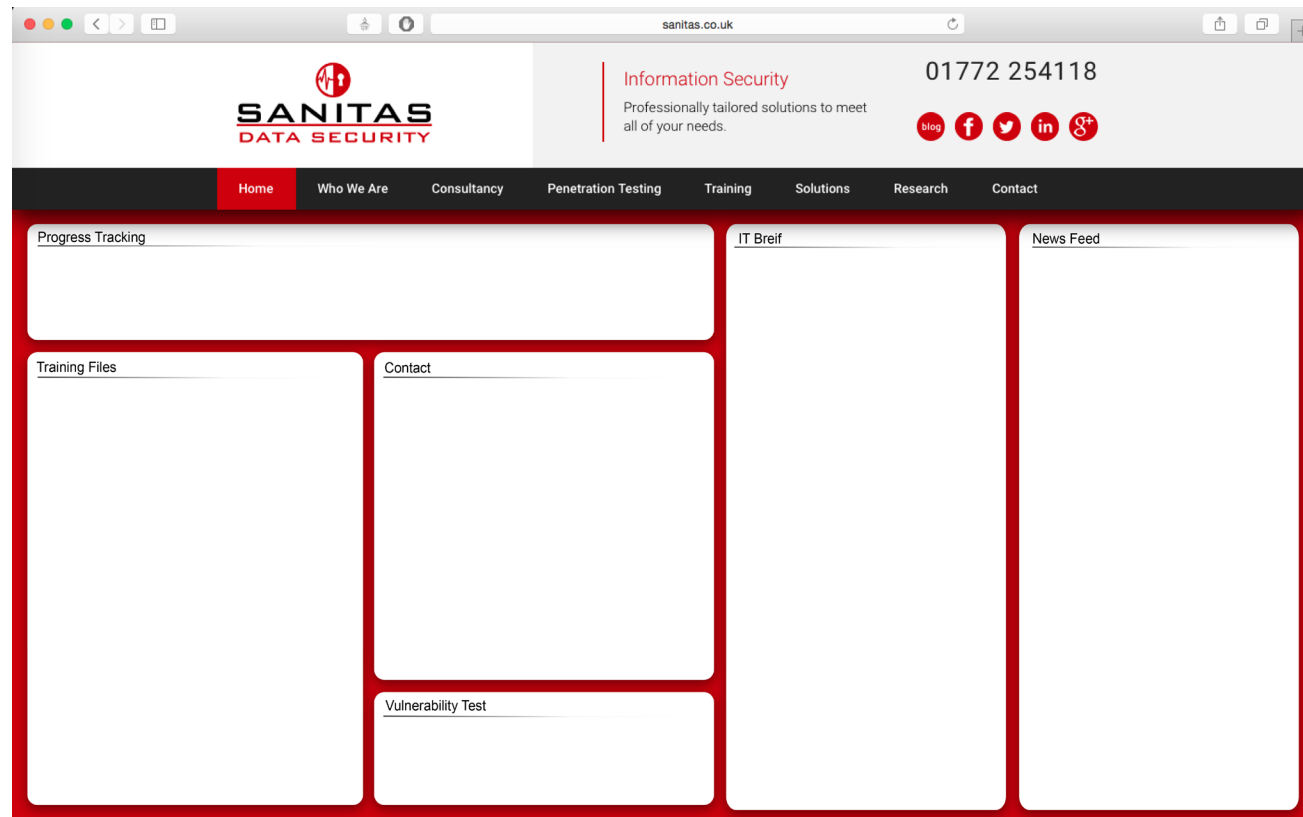 sanitas.co.uk
SANITAS
DATA SECURITY
Information Security
Professionally tailored solutions to meet
all of your needs.
01772 254118
blog
Home Who We Are Consultancy Penetration Testing Training Solutions Research Contact
Progress Tracking
IT Breif
News Feed
Training Files
Contact
Vulnerability Test